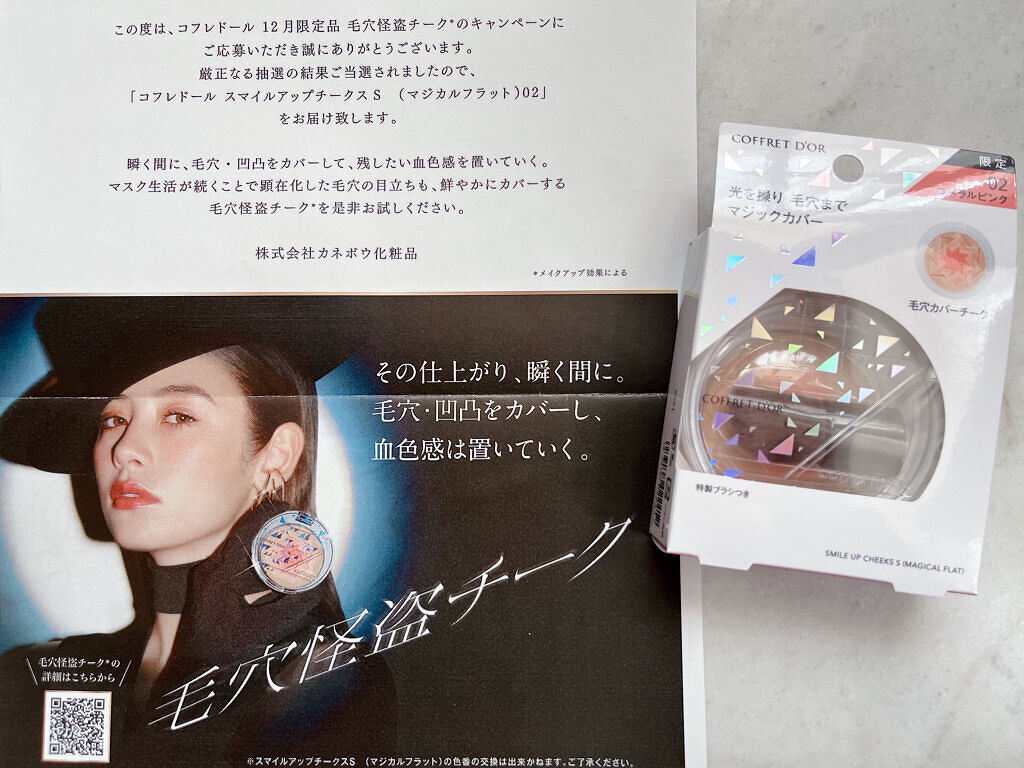 この度は、コフレドール 12月限定品 毛穴怪盗チーク*のキャンペーンに
ご応募いただき誠にありがとうございます。
厳正なる抽選の結果ご当選されましたので、
「コフレドール スマイルアップチークスS （マジカルフラット）02」
をお届け致します。
瞬く間に、毛穴・凹凸をカバーして、残したい血色感を置いていく。
マスク生活が続くことで顕在化した毛穴の目立ちも、鮮やかにカバーする
毛穴怪盗チーク*を是非お試しください。
株式会社カネボウ化粧品
*メイクアップ効果による
その仕上がり、瞬く間に。
毛穴・凹凸をカバーし、
血色感は置いていく。
毛穴怪盗チーク
毛穴怪盗チーク*の
詳細はこちらから
※スマイルアップチークスS （マジカルフラット）の色番の交換は出来かねます。ご了承ください。
COFFRET D'OR
限定
02
コーラルピンク
光を操り 毛穴まで
マジックカバー
毛穴カバーチーク
COFFRET D'OR
特製ブラシつき
SMILE UP CHEEKS S (MAGICAL FLAT)